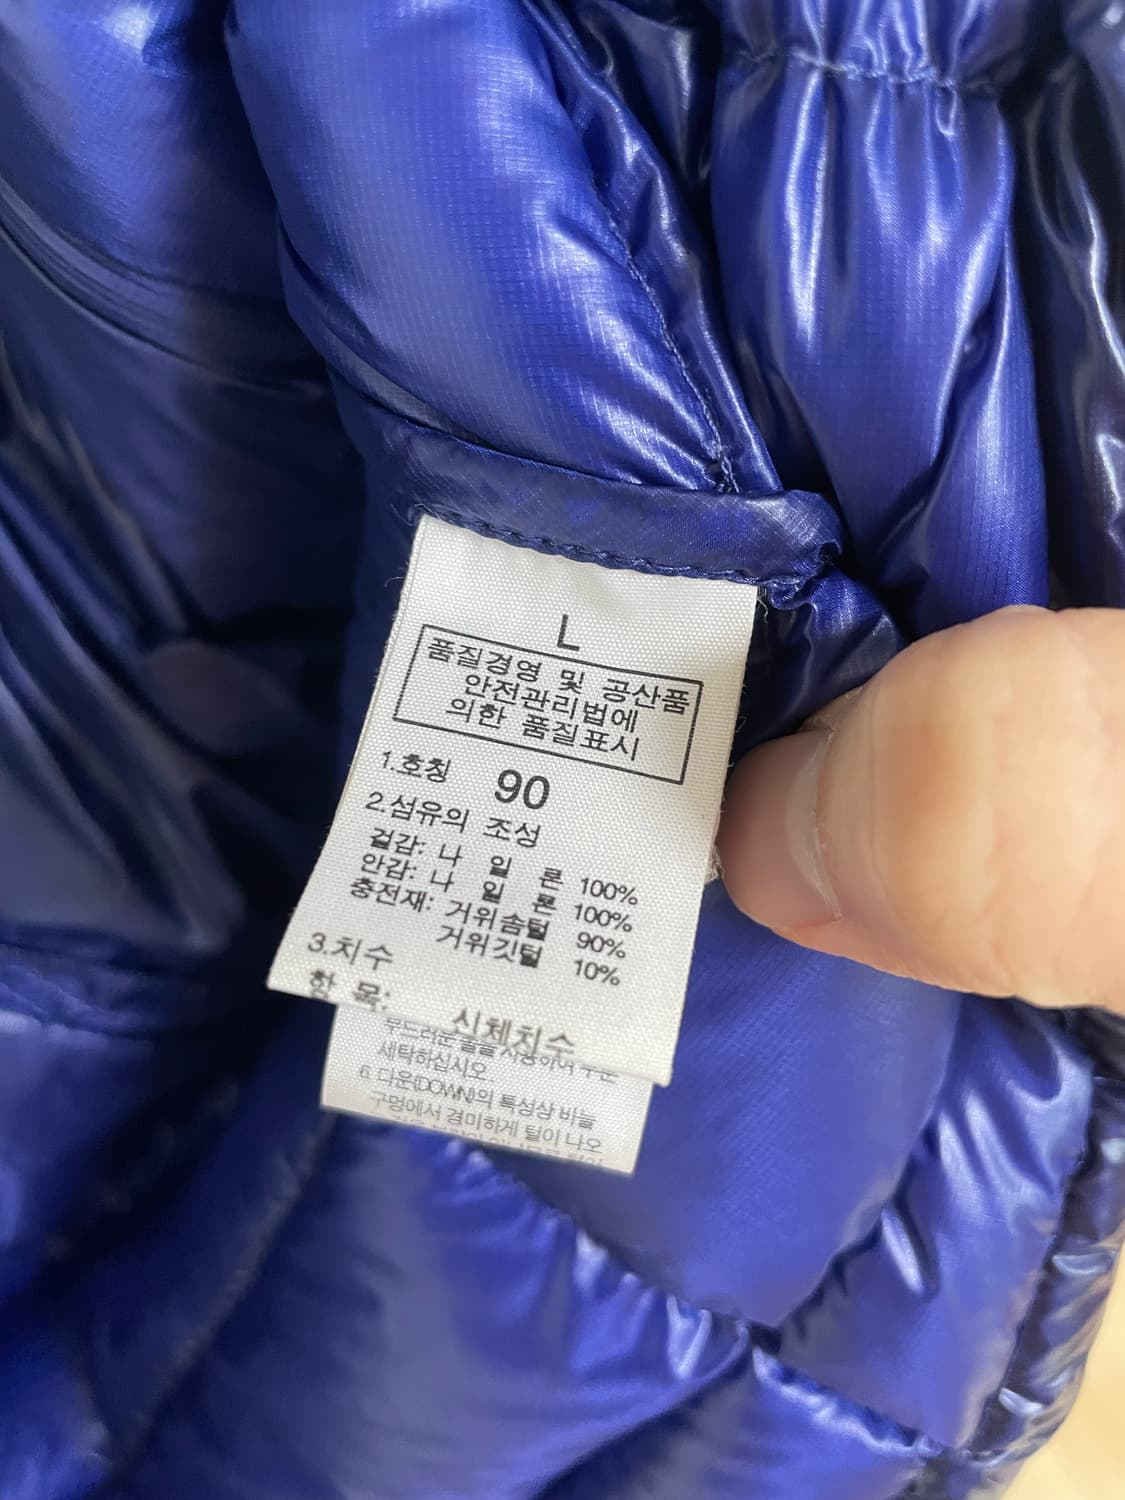 L
품질경영 및 공산품
안전관리법에
의한 품질표시
1.호칭 90
2.섬유의 조성
겉감: 나 일 론 100%
안감: 나 일 론 100%
충전재: 거위솜털 90%
거위깃털 10%
3.치수
항 목: 신체치수
세탁하십시오.
6. 다운(DOWN)의 특성상 바늘
구멍에서 경미하게 털이 나오